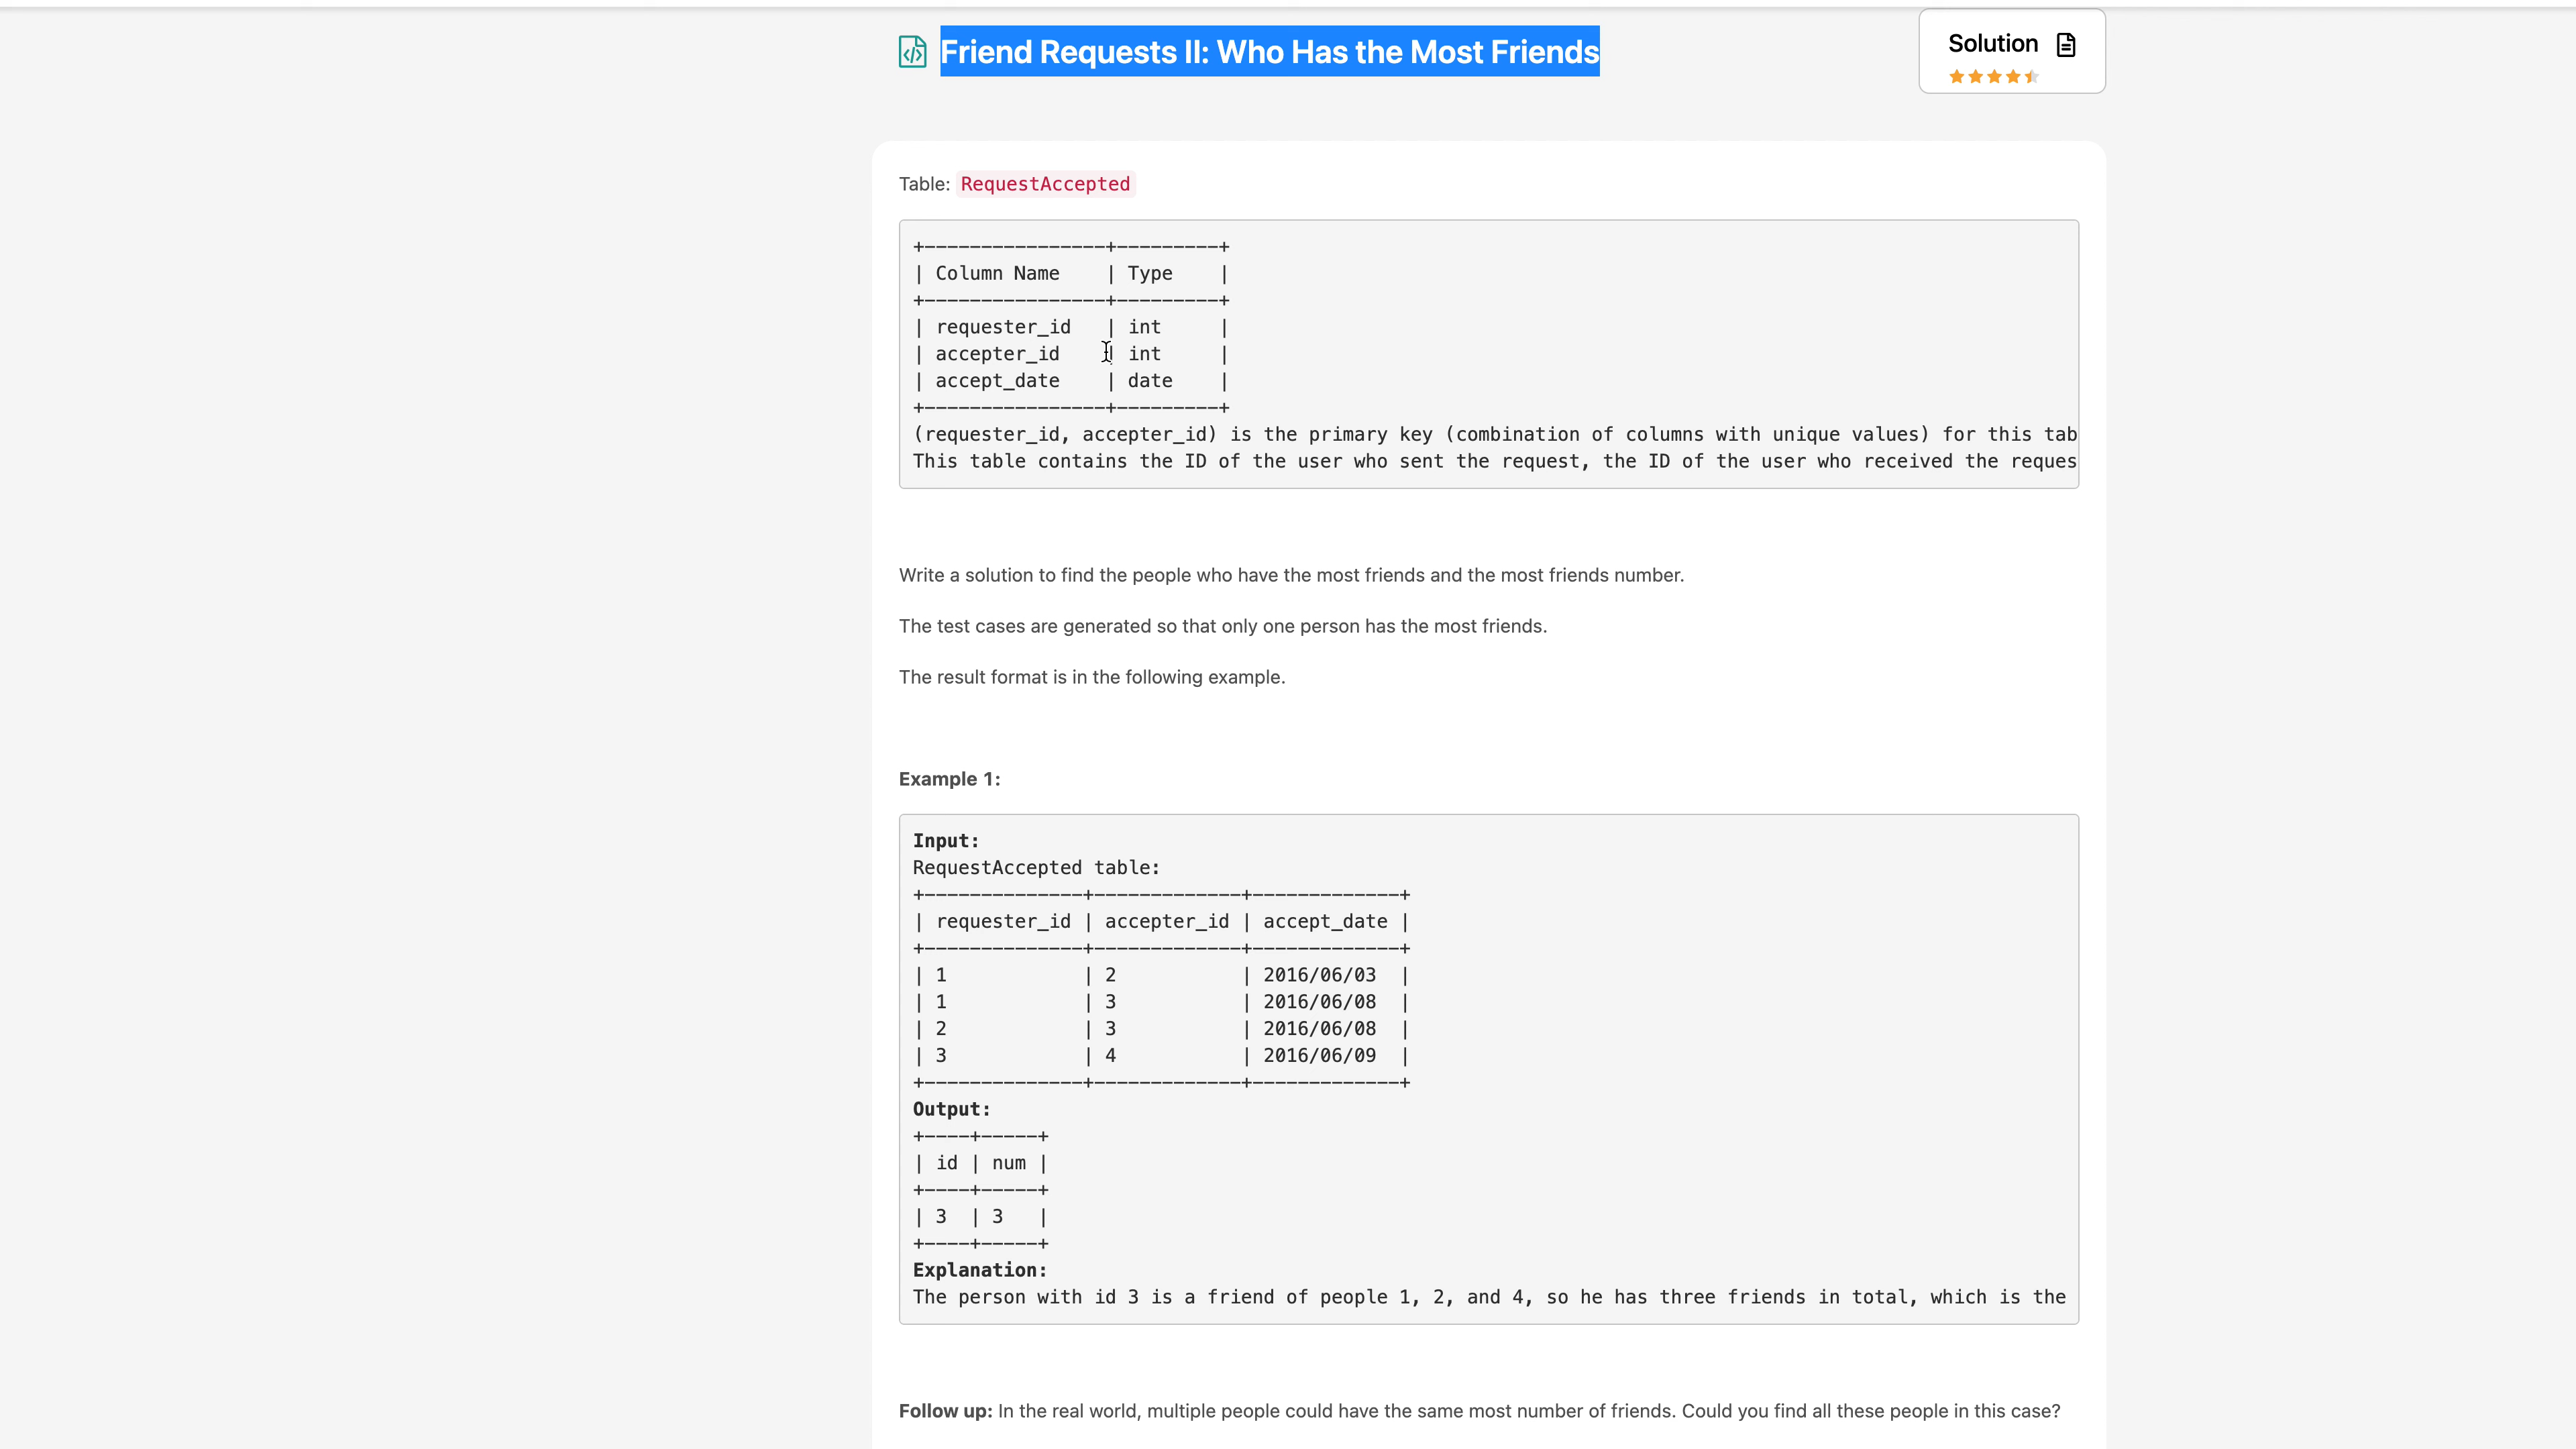 Friend Requests II: Who Has the Most Friends
Solution
Table: RequestAccepted
+----------------+---------+
| Column Name    | Type    |
+----------------+---------+
| requester_id   | int     |
| accepter_id    | int     |
| accept_date    | date    |
+----------------+---------+
(requester_id, accepter_id) is the primary key (combination of columns with unique values) for this tab
This table contains the ID of the user who sent the request, the ID of the user who received the reques
Write a solution to find the people who have the most friends and the most friends number.
The test cases are generated so that only one person has the most friends.
The result format is in the following example.
Example 1:
Input:
RequestAccepted table:
+--------------+-------------+-------------+
| requester_id | accepter_id | accept_date |
+--------------+-------------+-------------+
| 1            | 2           | 2016/06/03  |
| 1            | 3           | 2016/06/08  |
| 2            | 3           | 2016/06/08  |
| 3            | 4           | 2016/06/09  |
+--------------+-------------+-------------+
Output:
+----+-----+
| id | num |
+----+-----+
| 3  | 3   |
+----+-----+
Explanation:
The person with id 3 is a friend of people 1, 2, and 4, so he has three friends in total, which is the
Follow up: In the real world, multiple people could have the same most number of friends. Could you find all these people in this case?